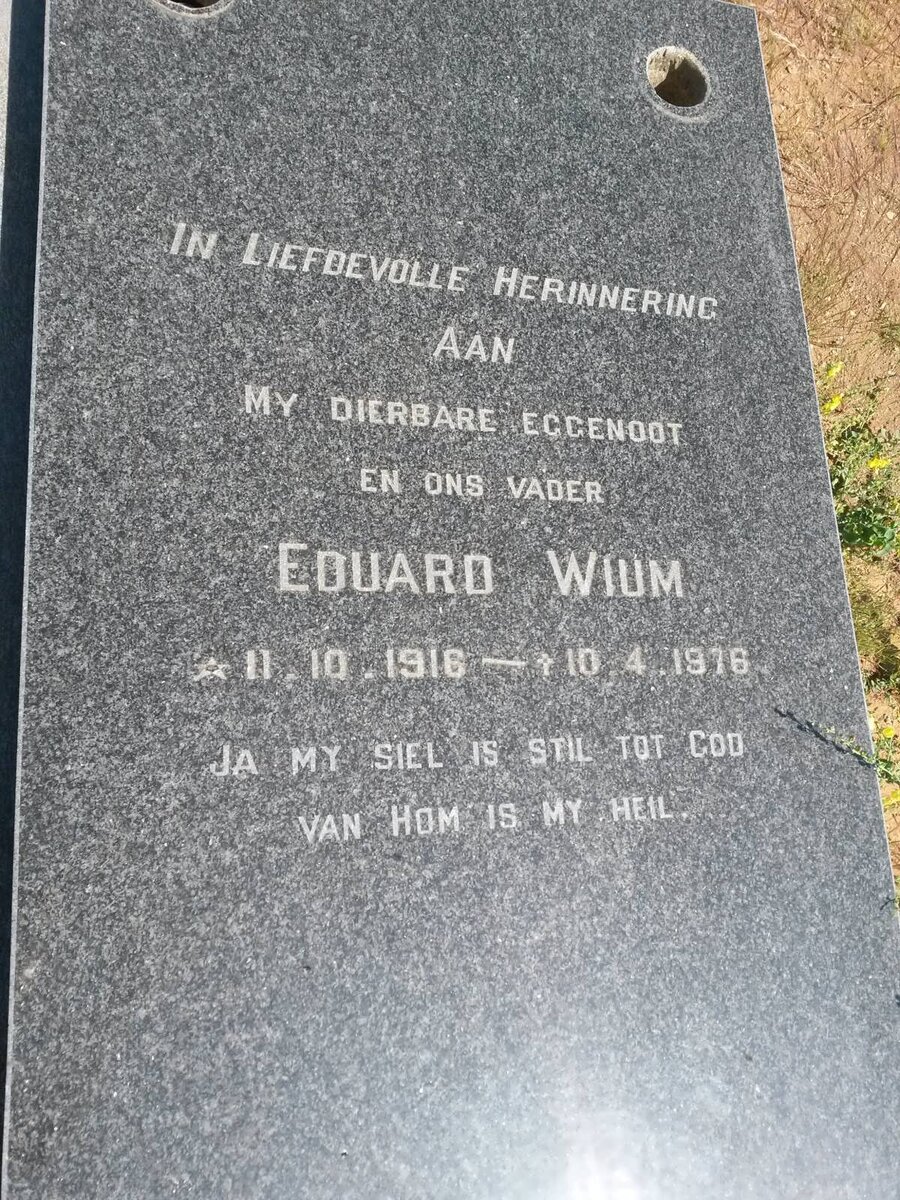 In Liefdevolle Herinnering
Aan
My dierbare eggenoot
en ons vader
Eduard Wium
☆ 11.10.1916 — ✝10.4.1976
Ja my siel is stil tot God
van Hom is my heil.